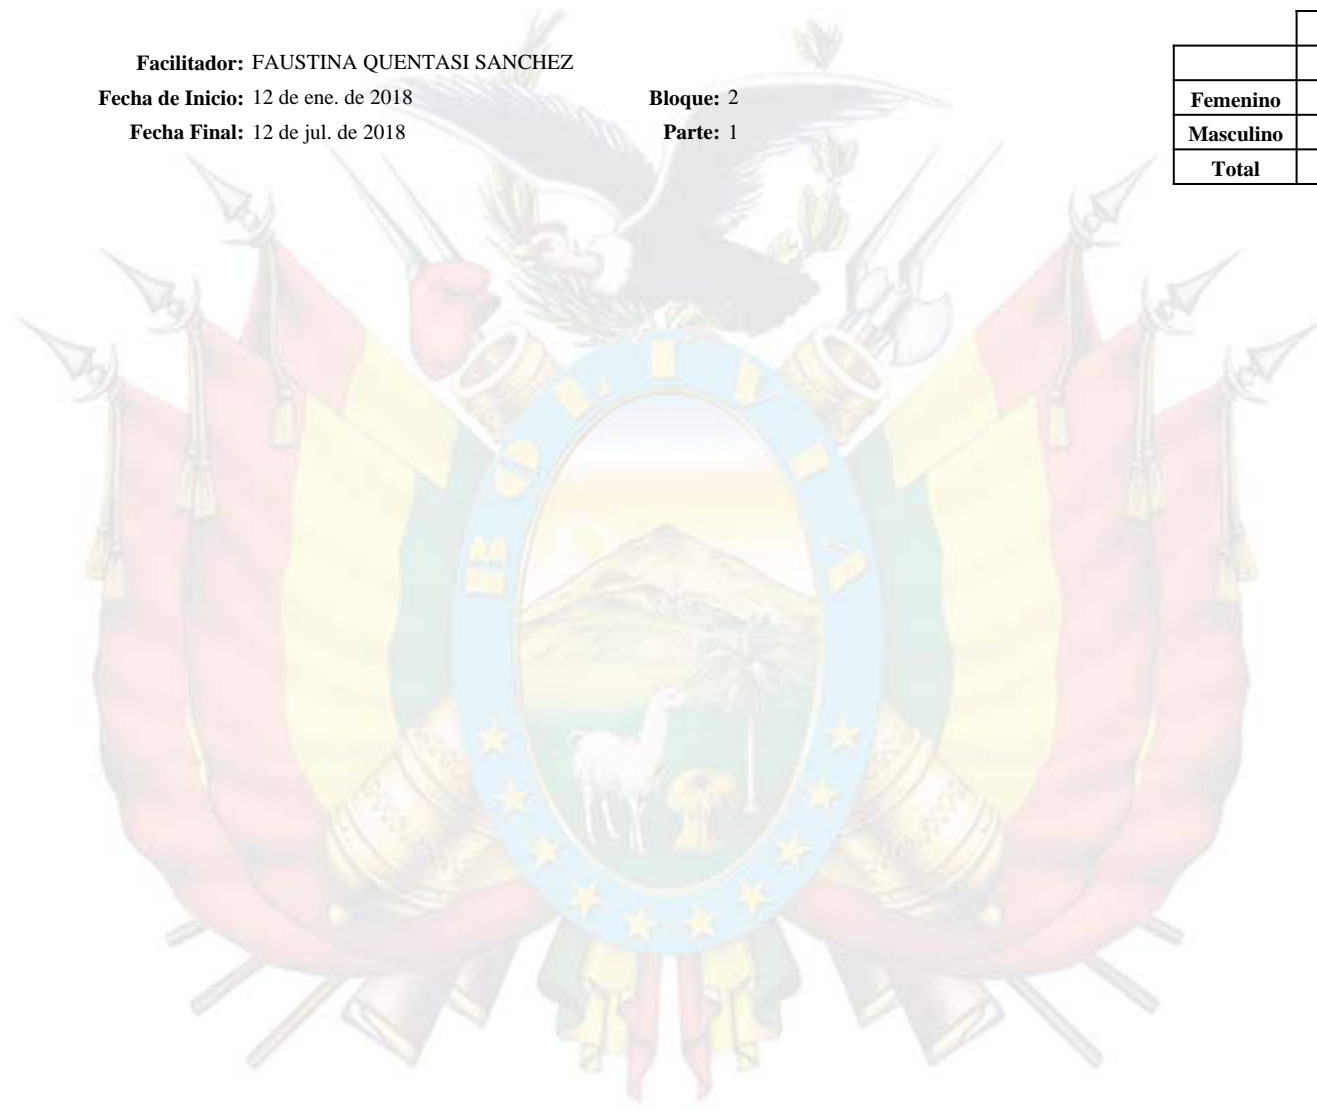 Facilitador: FAUSTINA QUENTASI SANCHEZ
Fecha de Inicio: 12 de ene. de 2018 Bloque: 2
Fecha Final: 12 de jul. de 2018 Parte: 1
Femenino
Masculino
Total
BOLIVIA